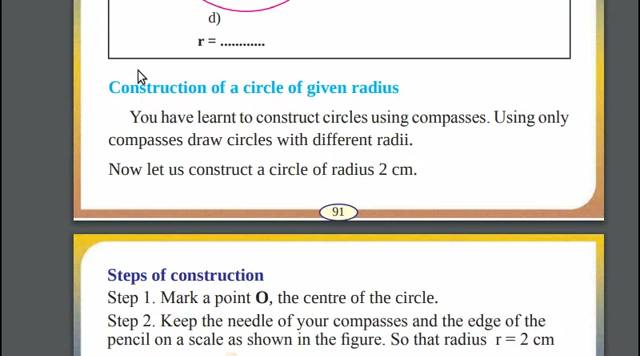 d)
r = ............
Construction of a circle of given radius
You have learnt to construct circles using compasses. Using only
compasses draw circles with different radii.
Now let us construct a circle of radius 2 cm.
91
Steps of construction
Step 1. Mark a point O, the centre of the circle.
Step 2. Keep the needle of your compasses and the edge of the
pencil on a scale as shown in the figure. So that radius r = 2 cm